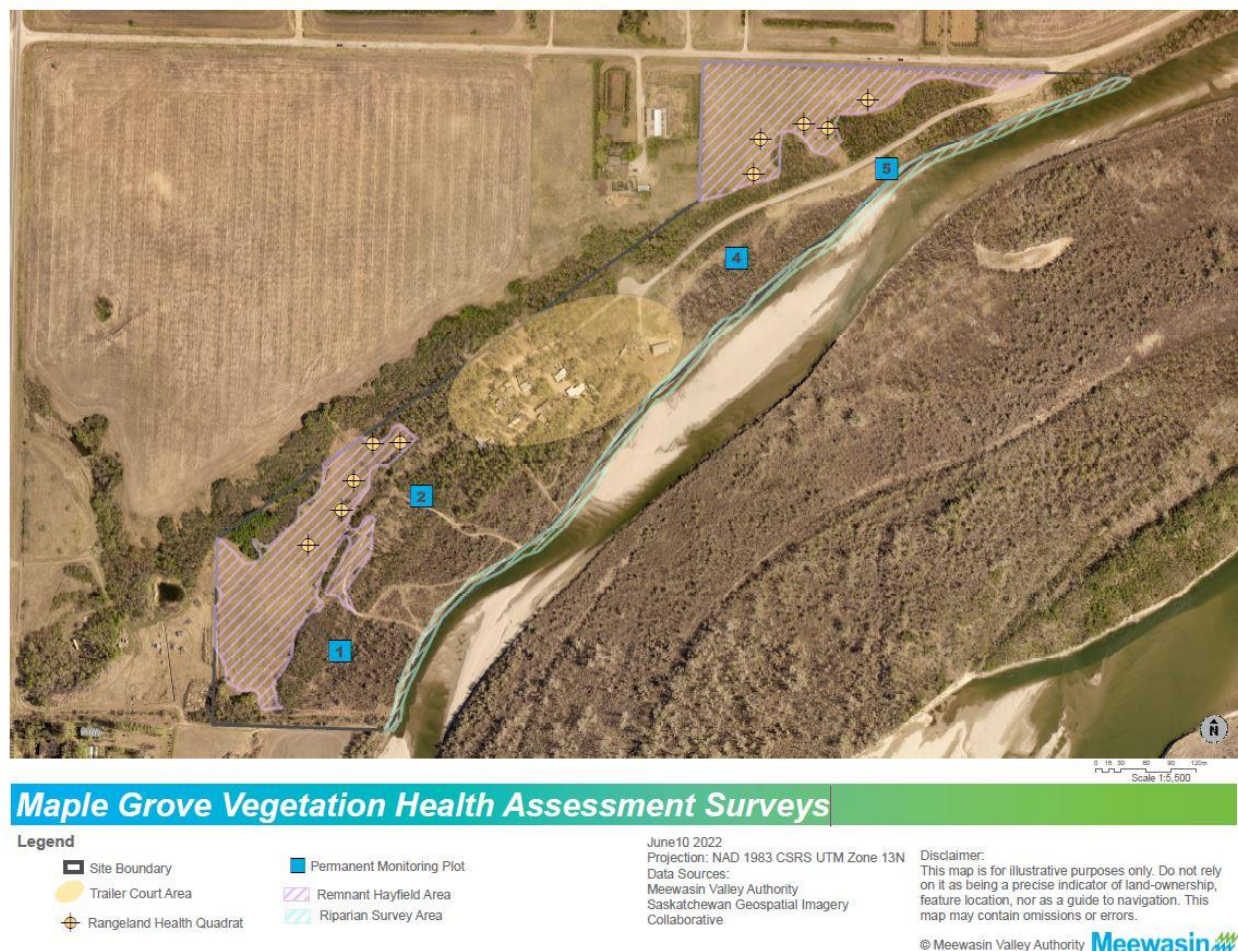 5
4
2
1
N
0 15 30 60 90 120m
Scale 1:5,500
Maple Grove Vegetation Health Assessment Surveys
Legend
Site Boundary
Trailer Court Area
Rangeland Health Quadrat
Permanent Monitoring Plot
Remnant Hayfield Area
Riparian Survey Area
June10 2022
Projection: NAD 1983 CSRS UTM Zone 13N
Data Sources:
Meewasin Valley Authority
Saskatchewan Geospatial Imagery
Collaborative
Disclaimer:
This map is for illustrative purposes only. Do not rely
on it as being a precise indicator of land-ownership,
feature location, nor as a guide to navigation. This
map may contain omissions or errors.
© Meewasin Valley Authority Meewasin